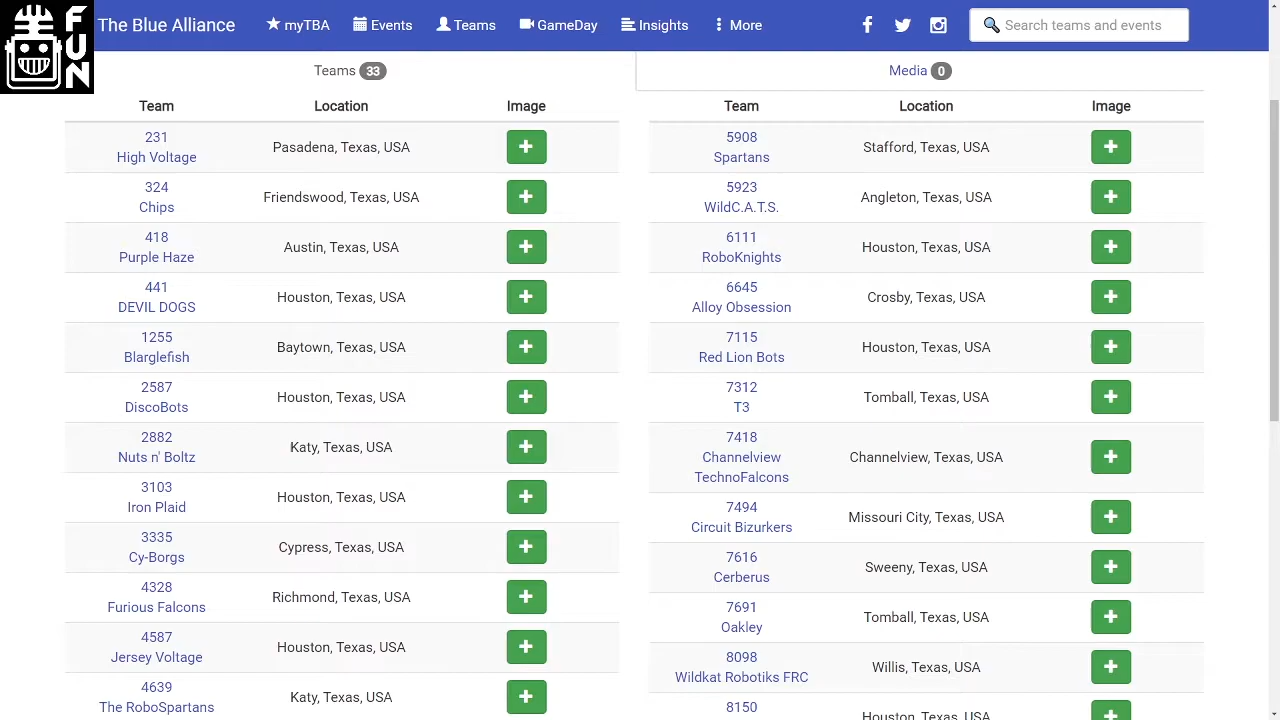 FUN
The Blue Alliance
myTBA
Events
Teams
GameDay
Insights
Search teams and events
Teams 33
Media 0
Team Location Image
231
High Voltage
Pasadena, Texas, USA
324
Chips
Friendswood, Texas, USA
418
Purple Haze
Austin, Texas, USA
441
DEVIL DOGS
Houston, Texas, USA
1255
Blarglefish
Baytown, Texas, USA
2587
DiscoBots
Houston, Texas, USA
2882
Nuts n' Boltz
Katy, Texas, USA
3103
Iron Plaid
Houston, Texas, USA
3335
Cy-Borgs
Cypress, Texas, USA
4328
Furious Falcons
Richmond, Texas, USA
4587
Jersey Voltage
Houston, Texas, USA
4639
The RoboSpartans
Katy, Texas, USA
Team Location Image
5908
Spartans
Stafford, Texas, USA
5923
WildC.A.T.S.
Angleton, Texas, USA
6111
RoboKnights
Houston, Texas, USA
6645
Alloy Obsession
Crosby, Texas, USA
7115
Red Lion Bots
Houston, Texas, USA
7312
T3
Tomball, Texas, USA
7418
Channelview
TechnoFalcons
Channelview, Texas, USA
7494
Circuit Bizurkers
Missouri City, Texas, USA
7616
Cerberus
Sweeny, Texas, USA
7691
Oakley
Tomball, Texas, USA
8098
Wildkat Robotiks FRC
Willis, Texas, USA
8150
Houston, Texas, USA